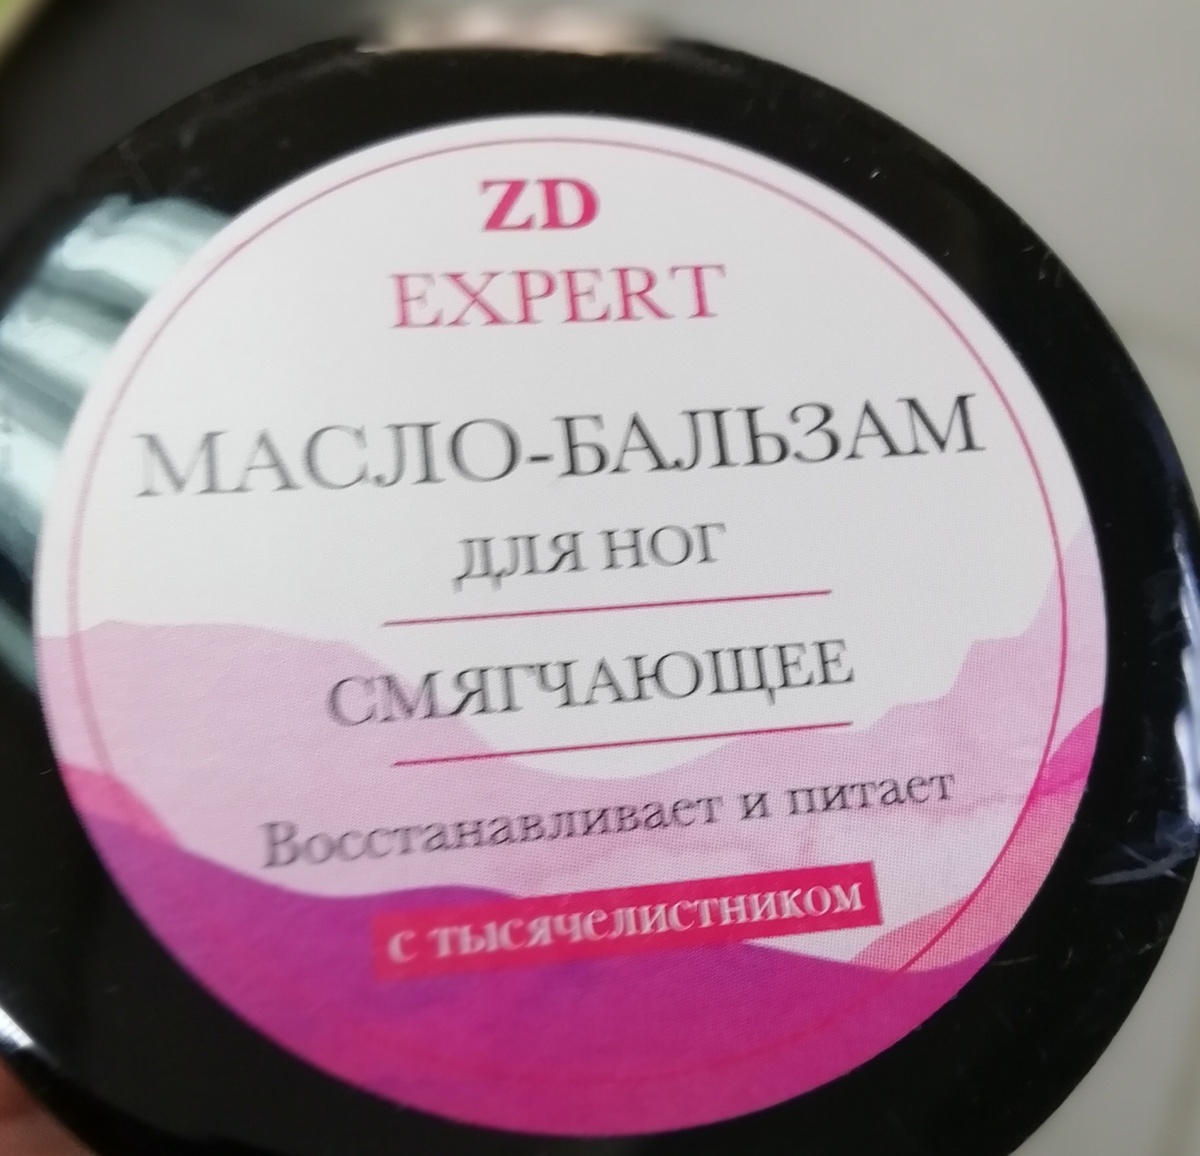 ZD
EXPERT
МАСЛО-БАЛЬЗАМ
ДЛЯ НОГ
СМЯГЧАЮЩЕЕ
Восстанавливает и питает
с тысячелистником